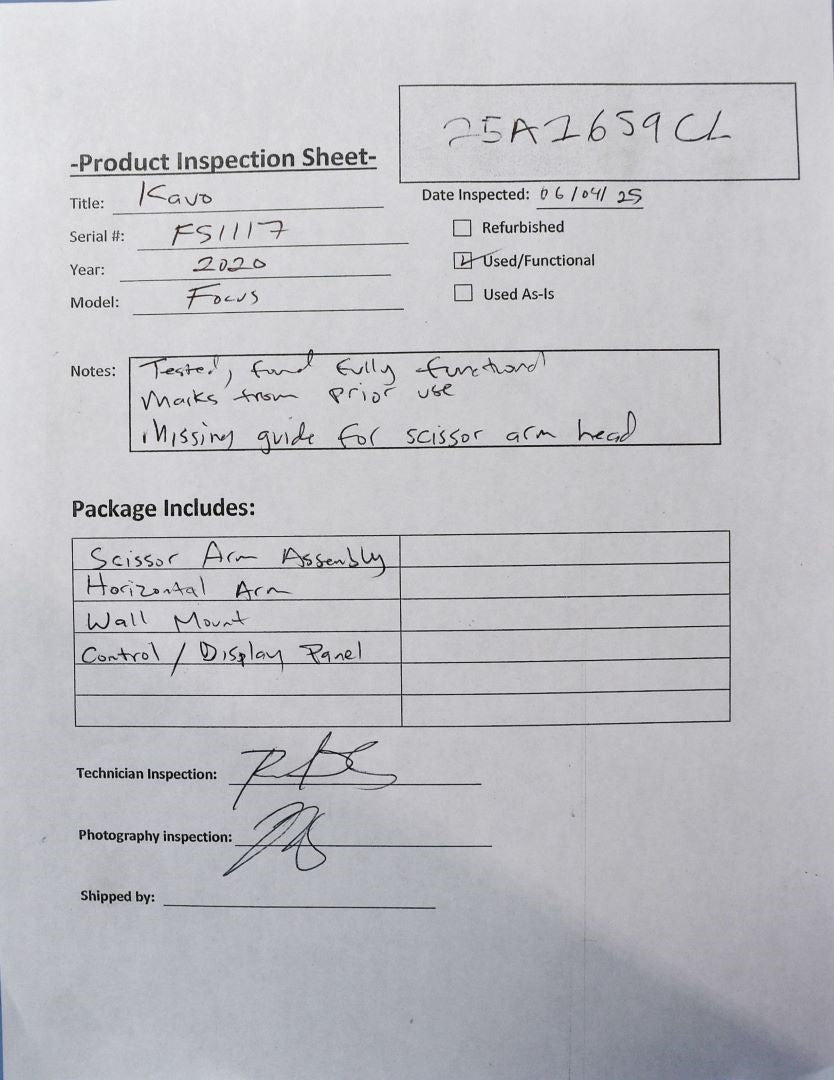 25A1659CL
-Product Inspection Sheet-
Title: Kavo
Date Inspected: 06/04/25
Serial #: FS1117
Refurbished
Year: 2020
Used/Functional
Model: Focus
Used As-Is
Notes: Tested, found fully functional
Marks from prior use
Missing guide for scissor arm head
Package Includes:
Scissor Arm Assembly
Horizontal Arm
Wall Mount
Control / Display Panel
Technician Inspection:
Photography inspection:
Shipped by: